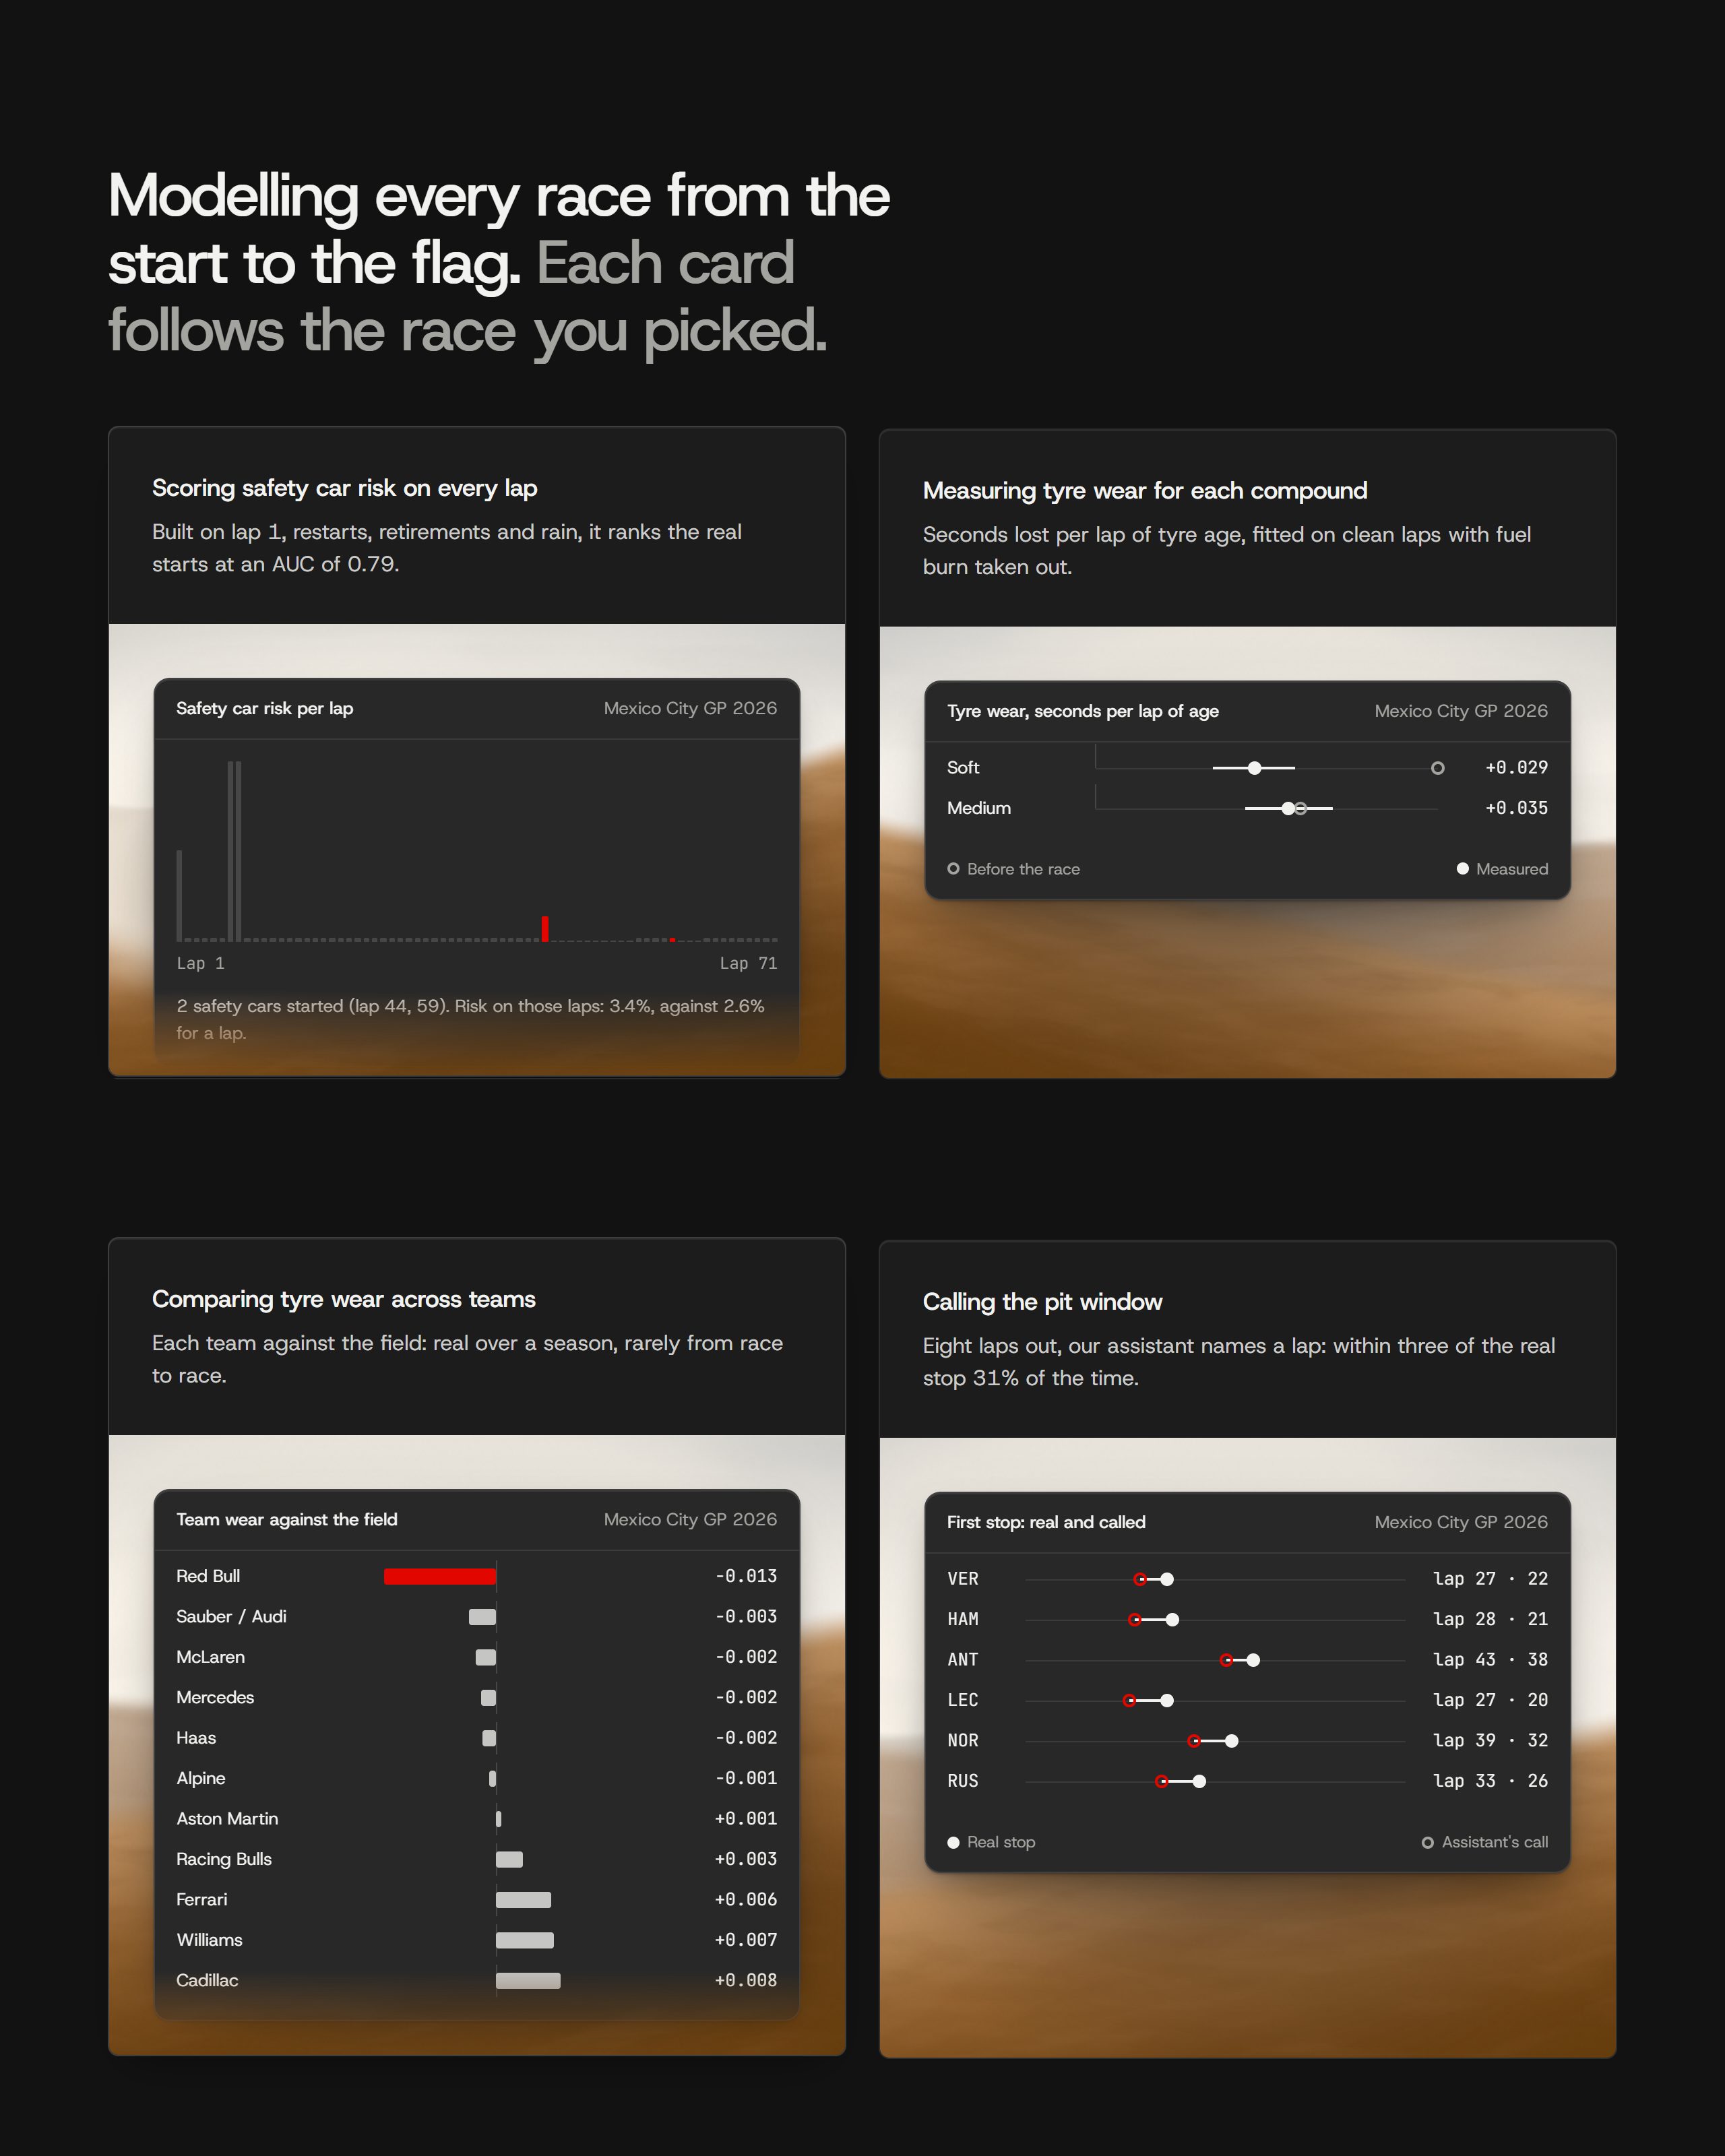 Modelling every race from the
start to the flag. Each card
follows the race you picked.
Scoring safety car risk on every lap
Built on lap 1, restarts, retirements and rain, it ranks the real
starts at an AUC of 0.79.
Safety car risk per lap Mexico City GP 2026
Lap 1 Lap 71
2 safety cars started (lap 44, 59). Risk on those laps: 3.4%, against 2.6%
for a lap.
Measuring tyre wear for each compound
Seconds lost per lap of tyre age, fitted on clean laps with fuel
burn taken out.
Tyre wear, seconds per lap of age Mexico City GP 2026
Soft +0.029
Medium +0.035
Before the race Measured
Comparing tyre wear across teams
Each team against the field: real over a season, rarely from race
to race.
Team wear against the field Mexico City GP 2026
Red Bull -0.013
Sauber / Audi -0.003
McLaren -0.002
Mercedes -0.002
Haas -0.002
Alpine -0.001
Aston Martin +0.001
Racing Bulls +0.003
Ferrari +0.006
Williams +0.007
Cadillac +0.008
Calling the pit window
Eight laps out, our assistant names a lap: within three of the real
stop 31% of the time.
First stop: real and called Mexico City GP 2026
VER lap 27 · 22
HAM lap 28 · 21
ANT lap 43 · 38
LEC lap 27 · 20
NOR lap 39 · 32
RUS lap 33 · 26
Real stop Assistant's call